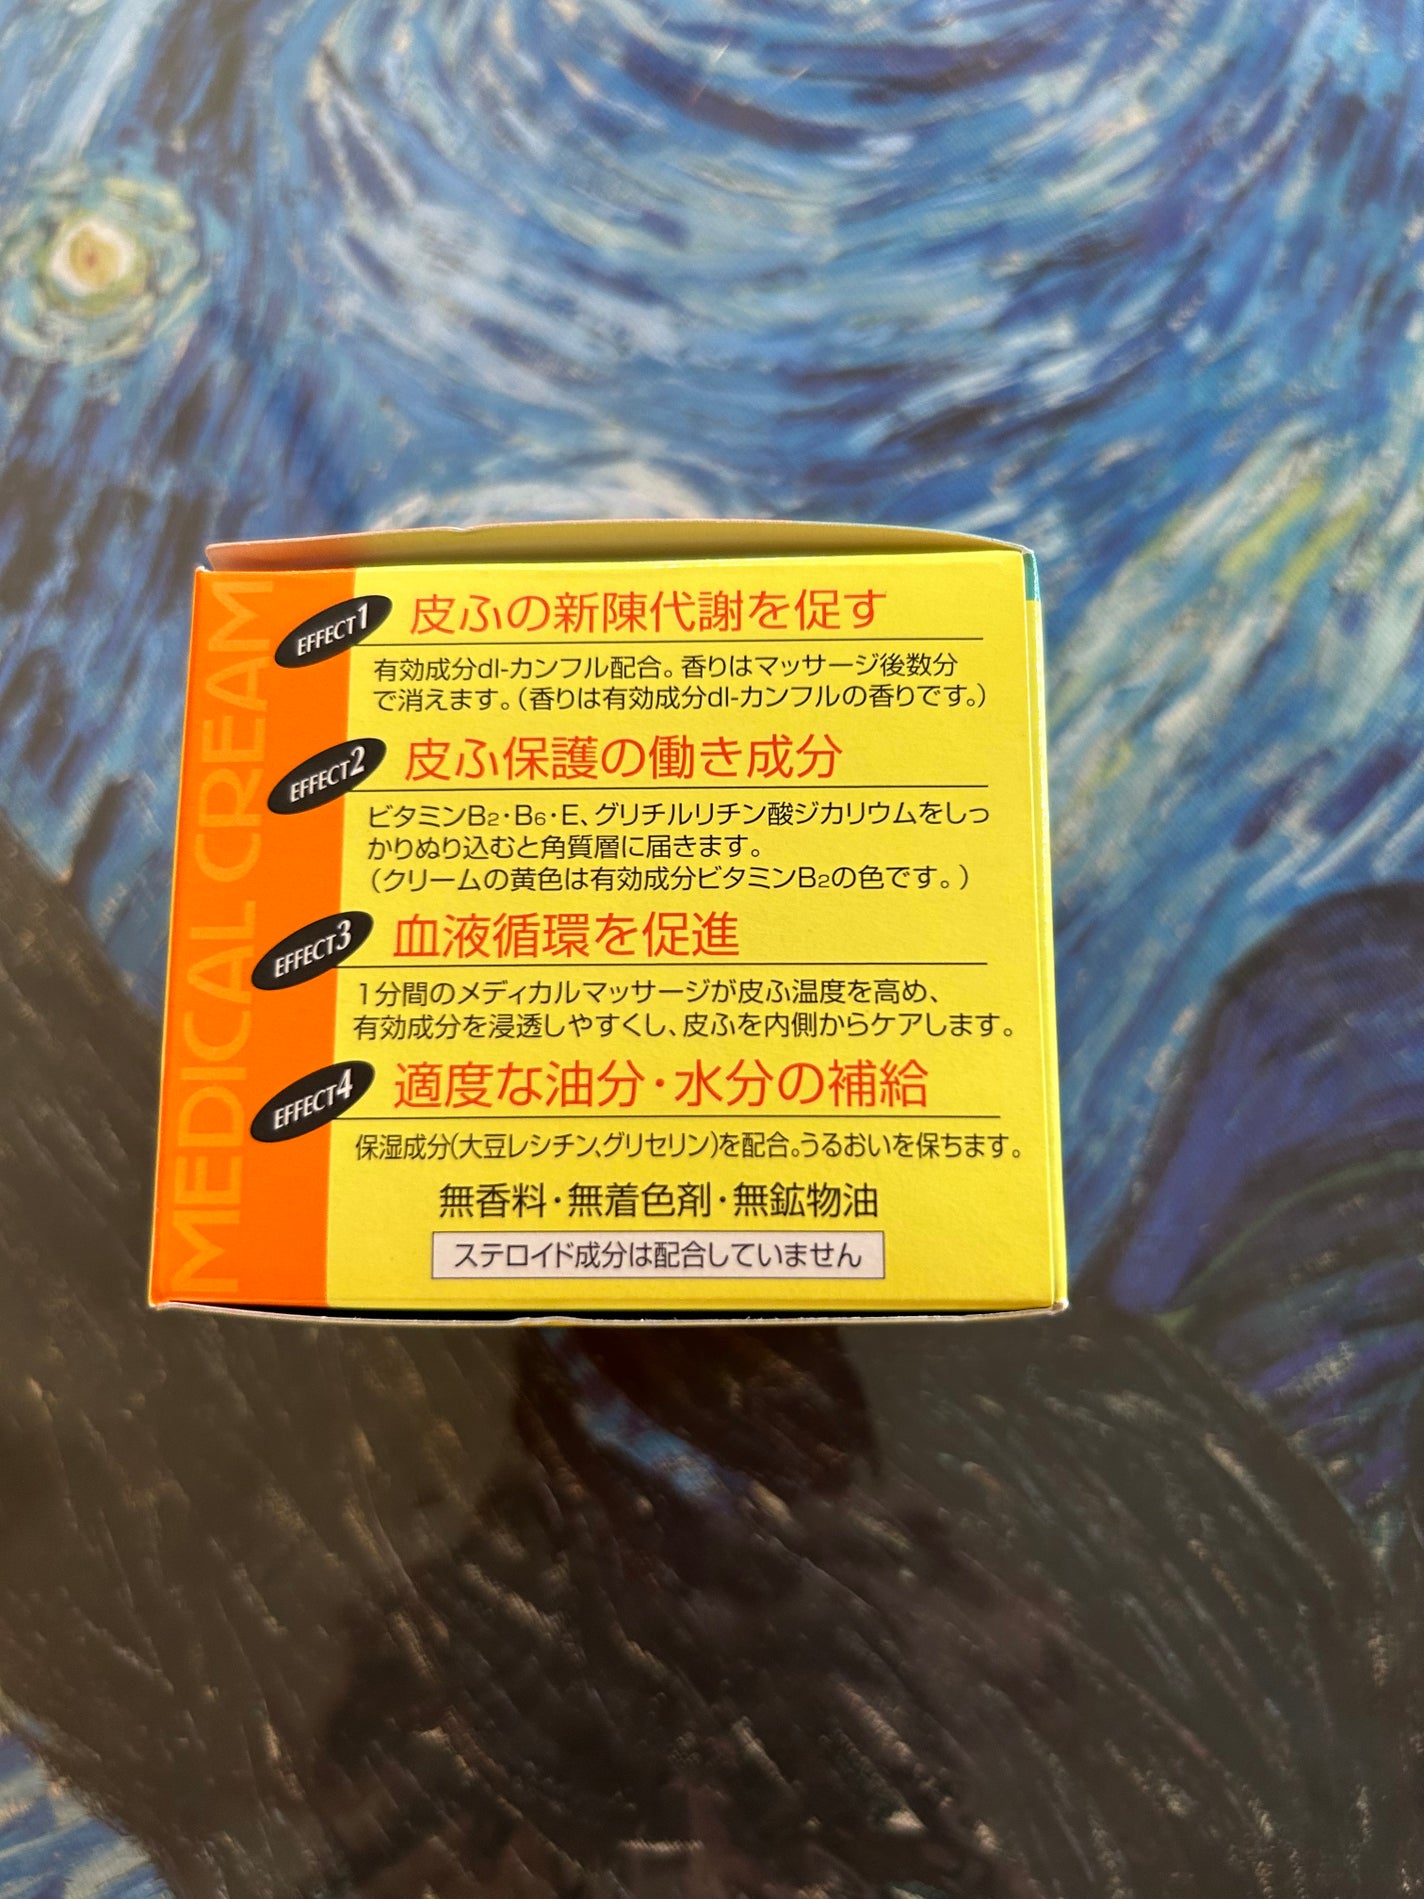 MEDICAL CREAM
EFFECT1 皮ふの新陳代謝を促す
有効成分dl-カンフル配合。香りはマッサージ後数分
で消えます。（香りは有効成分dl-カンフルの香りです。）
EFFECT2 皮ふ保護の働き成分
ビタミンB₂・B₆・E、グリチルリチン酸ジカリウムをしっ
かりぬり込むと角質層に届きます。
（クリームの黄色は有効成分ビタミンB₂の色です。）
EFFECT3 血液循環を促進
1分間のメディカルマッサージが皮ふ温度を高め、
有効成分を浸透しやすくし、皮ふを内側からケアします。
EFFECT4 適度な油分・水分の補給
保湿成分(大豆レシチン、グリセリン)を配合。うるおいを保ちます。
無香料・無着色剤・無鉱物油
ステロイド成分は配合していません